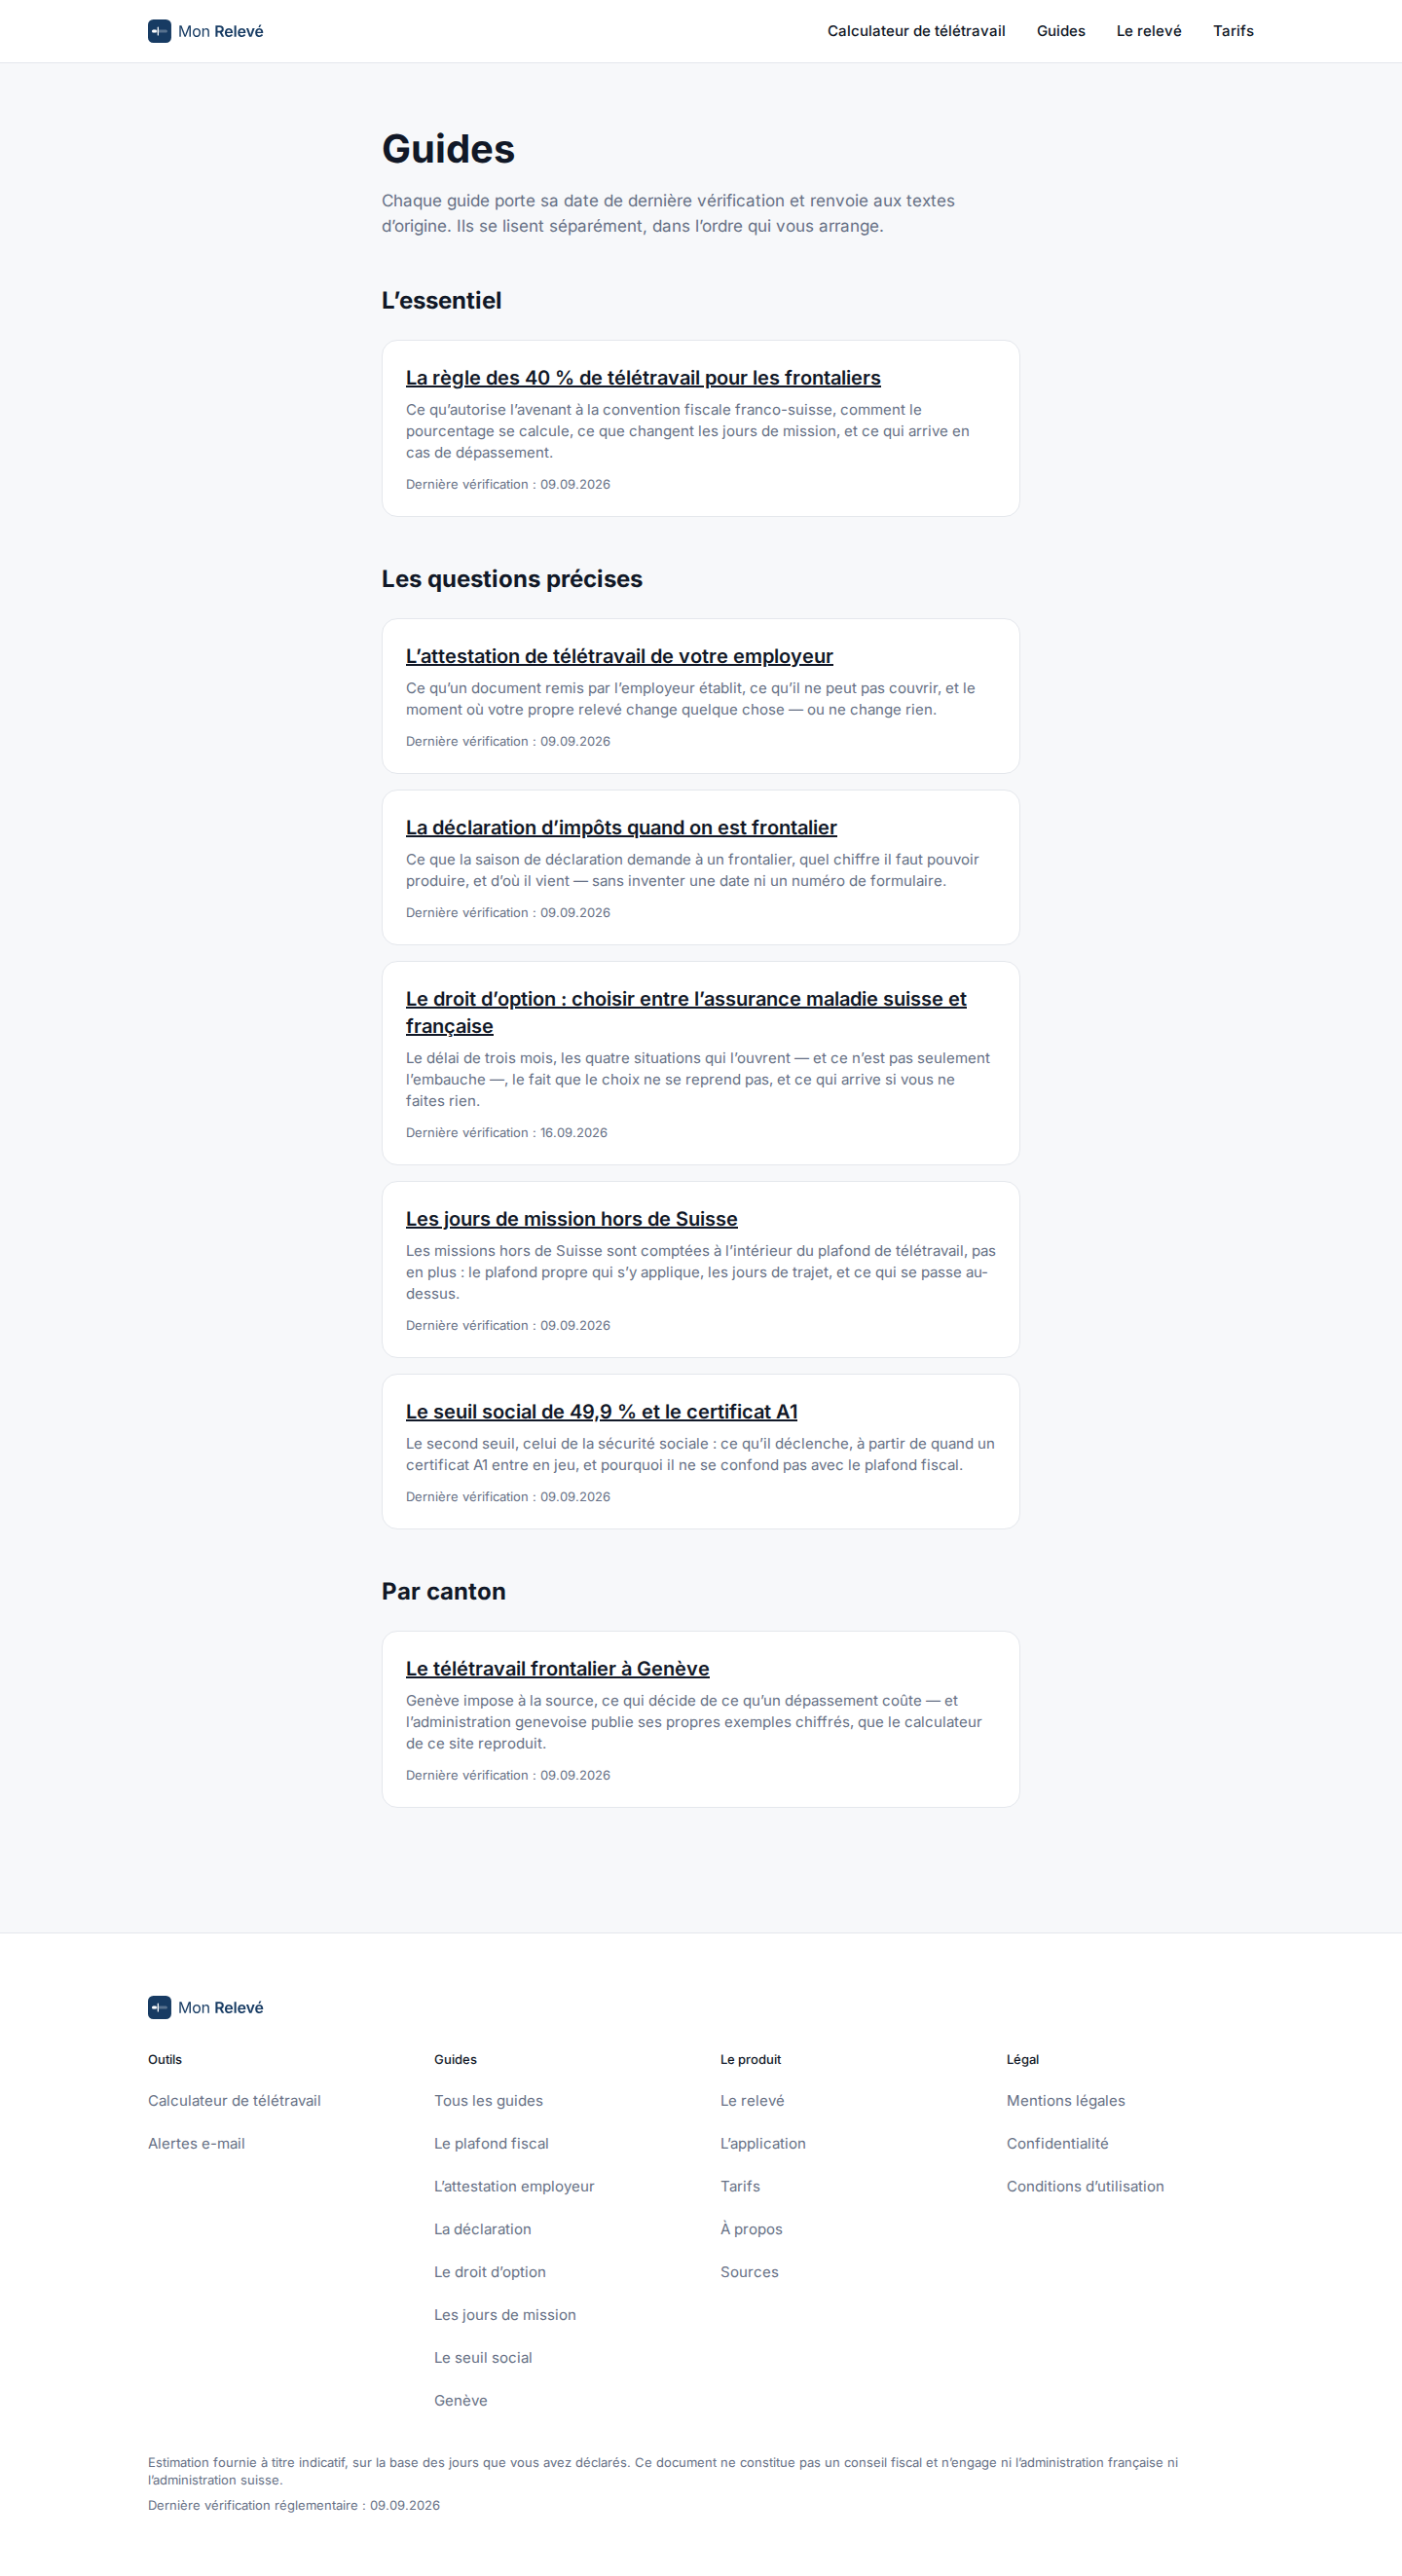 Mon Relevé
Calculateur de télétravail
Guides
Le relevé
Tarifs
Guides
Chaque guide porte sa date de dernière vérification et renvoie aux textes
d’origine. Ils se lisent séparément, dans l’ordre qui vous arrange.
L’essentiel
La règle des 40 % de télétravail pour les frontaliers
Ce qu’autorise l’avenant à la convention fiscale franco-suisse, comment le
pourcentage se calcule, ce que changent les jours de mission, et ce qui arrive en
cas de dépassement.
Dernière vérification : 09.09.2026
Les questions précises
L’attestation de télétravail de votre employeur
Ce qu’un document remis par l’employeur établit, ce qu’il ne peut pas couvrir, et le
moment où votre propre relevé change quelque chose — ou ne change rien.
Dernière vérification : 09.09.2026
La déclaration d’impôts quand on est frontalier
Ce que la saison de déclaration demande à un frontalier, quel chiffre il faut pouvoir
produire, et d’où il vient — sans inventer une date ni un numéro de formulaire.
Dernière vérification : 09.09.2026
Le droit d’option : choisir entre l’assurance maladie suisse et
française
Le délai de trois mois, les quatre situations qui l’ouvrent — et ce n’est pas seulement
l’embauche —, le fait que le choix ne se reprend pas, et ce qui arrive si vous ne
faites rien.
Dernière vérification : 16.09.2026
Les jours de mission hors de Suisse
Les missions hors de Suisse sont comptées à l’intérieur du plafond de télétravail, pas
en plus : le plafond propre qui s’y applique, les jours de trajet, et ce qui se passe au-
dessus.
Dernière vérification : 09.09.2026
Le seuil social de 49,9 % et le certificat A1
Le second seuil, celui de la sécurité sociale : ce qu’il déclenche, à partir de quand un
certificat A1 entre en jeu, et pourquoi il ne se confond pas avec le plafond fiscal.
Dernière vérification : 09.09.2026
Par canton
Le télétravail frontalier à Genève
Genève impose à la source, ce qui décide de ce qu’un dépassement coûte — et
l’administration genevoise publie ses propres exemples chiffrés, que le calculateur
de ce site reproduit.
Dernière vérification : 09.09.2026
Mon Relevé
Outils
Calculateur de télétravail
Alertes e-mail
Guides
Tous les guides
Le plafond fiscal
L’attestation employeur
La déclaration
Le droit d’option
Les jours de mission
Le seuil social
Genève
Le produit
Le relevé
L’application
Tarifs
À propos
Sources
Légal
Mentions légales
Confidentialité
Conditions d’utilisation
Estimation fournie à titre indicatif, sur la base des jours que vous avez déclarés. Ce document ne constitue pas un conseil fiscal et n’engage ni l’administration française ni
l’administration suisse.
Dernière vérification réglementaire : 09.09.2026